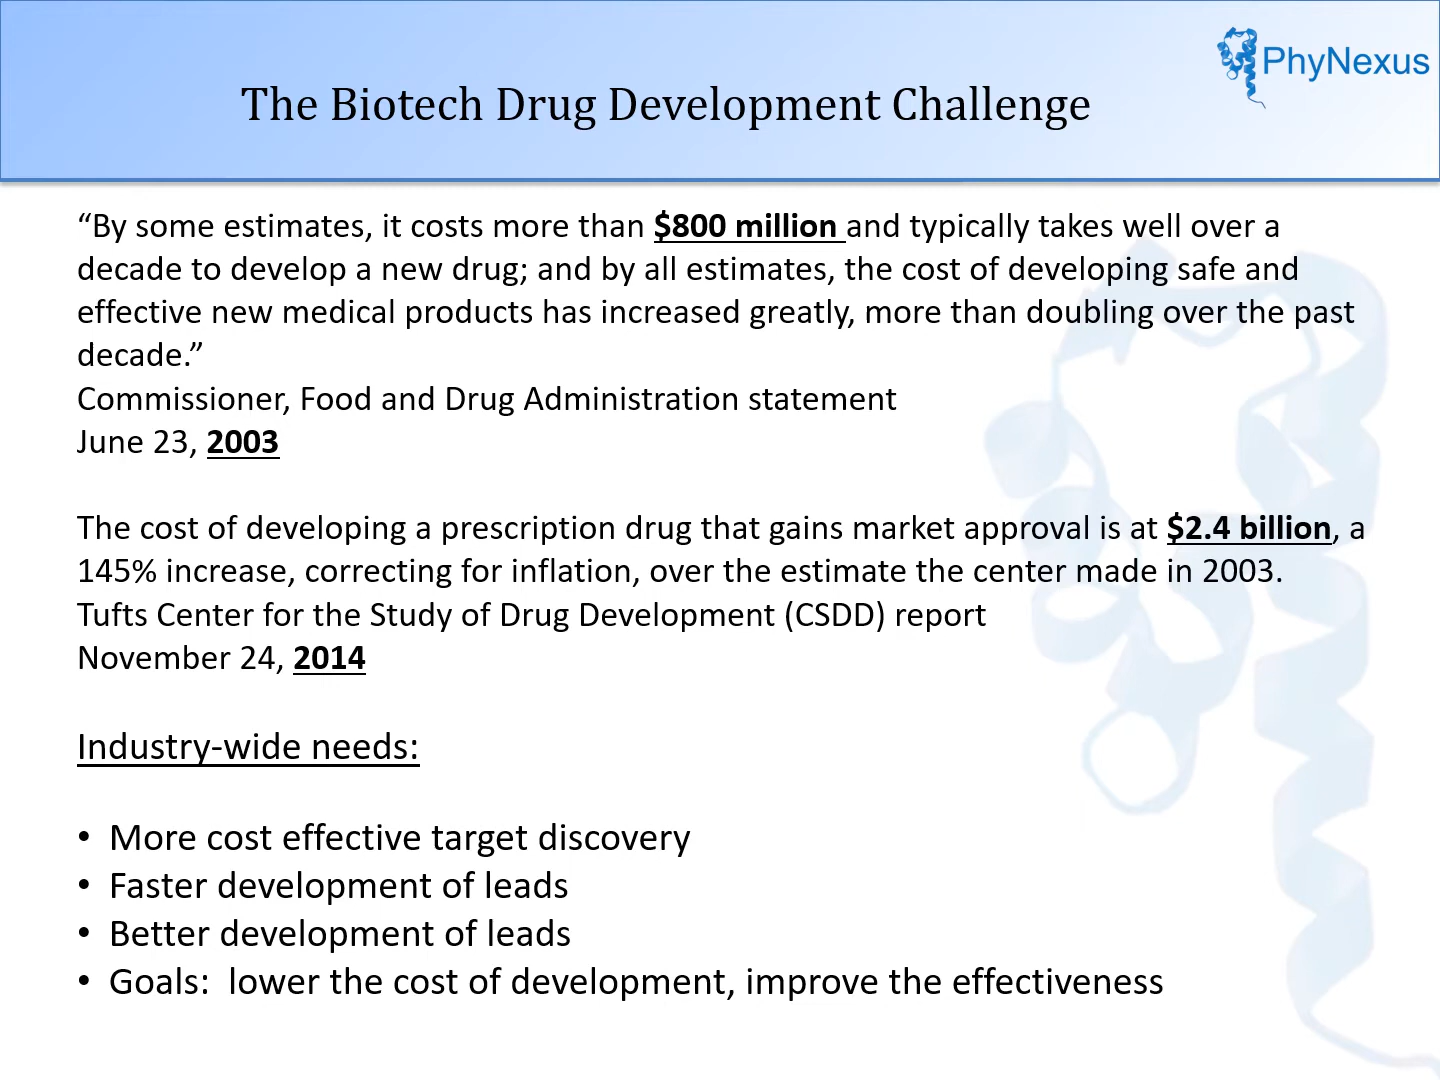 PhyNexus
The Biotech Drug Development Challenge
“By some estimates, it costs more than $800 million and typically takes well over a
decade to develop a new drug; and by all estimates, the cost of developing safe and
effective new medical products has increased greatly, more than doubling over the past
decade.”
Commissioner, Food and Drug Administration statement
June 23, 2003
The cost of developing a prescription drug that gains market approval is at $2.4 billion, a
145% increase, correcting for inflation, over the estimate the center made in 2003.
Tufts Center for the Study of Drug Development (CSDD) report
November 24, 2014
Industry-wide needs:
• More cost effective target discovery
• Faster development of leads
• Better development of leads
• Goals:  lower the cost of development, improve the effectiveness